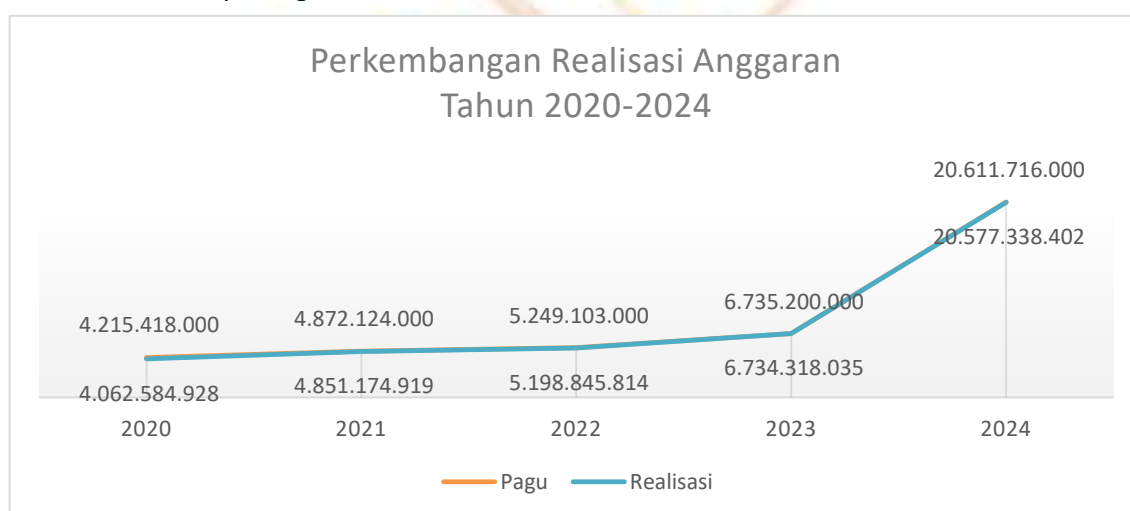 Perkembangan Realisasi Anggaran
Tahun 2020-2024
20.611.716.000
20.577.338.402
6.735.200.000
4.215.418.000 4.872.124.000 5.249.103.000
6.734.318.035
4.062.584.928 4.851.174.919 5.198.845.814
2020 2021 2022 2023 2024
Pagu Realisasi